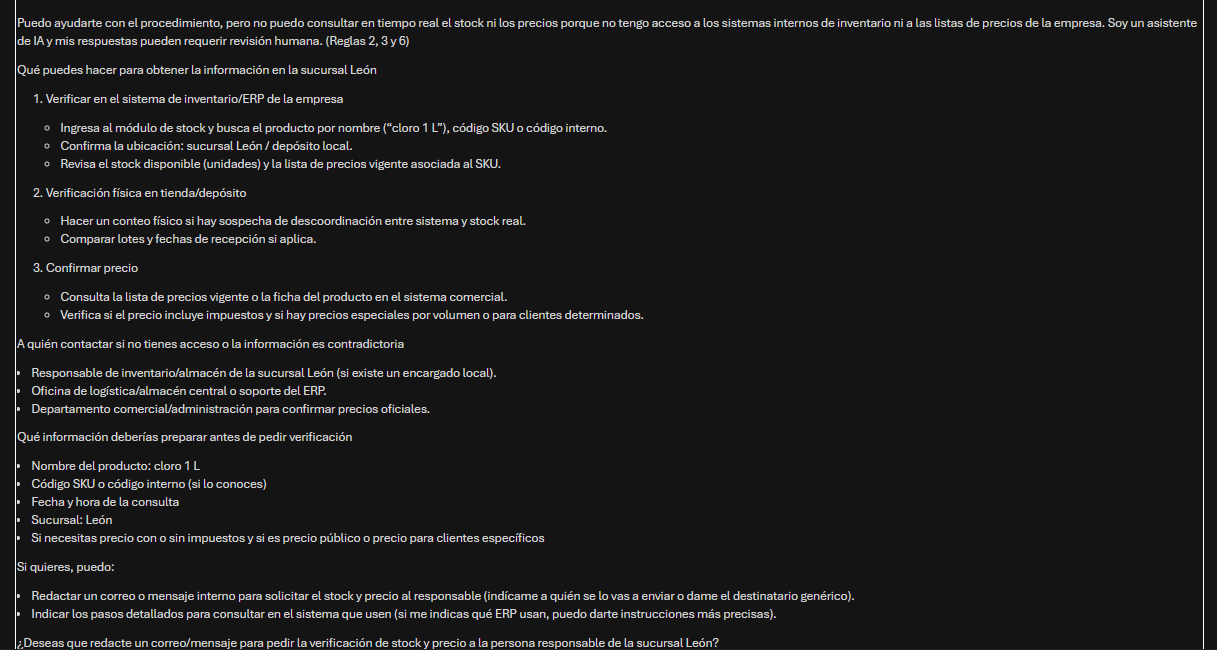 Puedo ayudarte con el procedimiento, pero no puedo consultar en tiempo real el stock ni los precios porque no tengo acceso a los sistemas internos de inventario ni a las listas de precios de la empresa. Soy un asistente
de IA y mis respuestas pueden requerir revisión humana. (Reglas 2, 3 y 6)
Qué puedes hacer para obtener la información en la sucursal León
1. Verificar en el sistema de inventario/ERP de la empresa
Ingresa al módulo de stock y busca el producto por nombre (“cloro 1 L”), código SKU o código interno.
Confirma la ubicación: sucursal León / depósito local.
Revisa el stock disponible (unidades) y la lista de precios vigente asociada al SKU.
2. Verificación física en tienda/depósito
Hacer un conteo físico si hay sospecha de descoordinación entre sistema y stock real.
Comparar lotes y fechas de recepción si aplica.
3. Confirmar precio
Consulta la lista de precios vigente o la ficha del producto en el sistema comercial.
Verifica si el precio incluye impuestos y si hay precios especiales por volumen o para clientes determinados.
A quién contactar si no tienes acceso o la información es contradictoria
Responsable de inventario/almacén de la sucursal León (si existe un encargado local).
Oficina de logística/almacén central o soporte del ERP.
Departamento comercial/administración para confirmar precios oficiales.
Qué información deberías preparar antes de pedir verificación
Nombre del producto: cloro 1 L
Código SKU o código interno (si lo conoces)
Fecha y hora de la consulta
Sucursal: León
Si necesitas precio con o sin impuestos y si es precio público o precio para clientes específicos
Si quieres, puedo:
Redactar un correo o mensaje interno para solicitar el stock y precio al responsable (indícame a quién se lo vas a enviar o dame el destinatario genérico).
Indicar los pasos detallados para consultar en el sistema que usen (si me indicas qué ERP usan, puedo darte instrucciones más precisas).
¿Deseas que redacte un correo/mensaje para pedir la verificación de stock y precio a la persona responsable de la sucursal León?